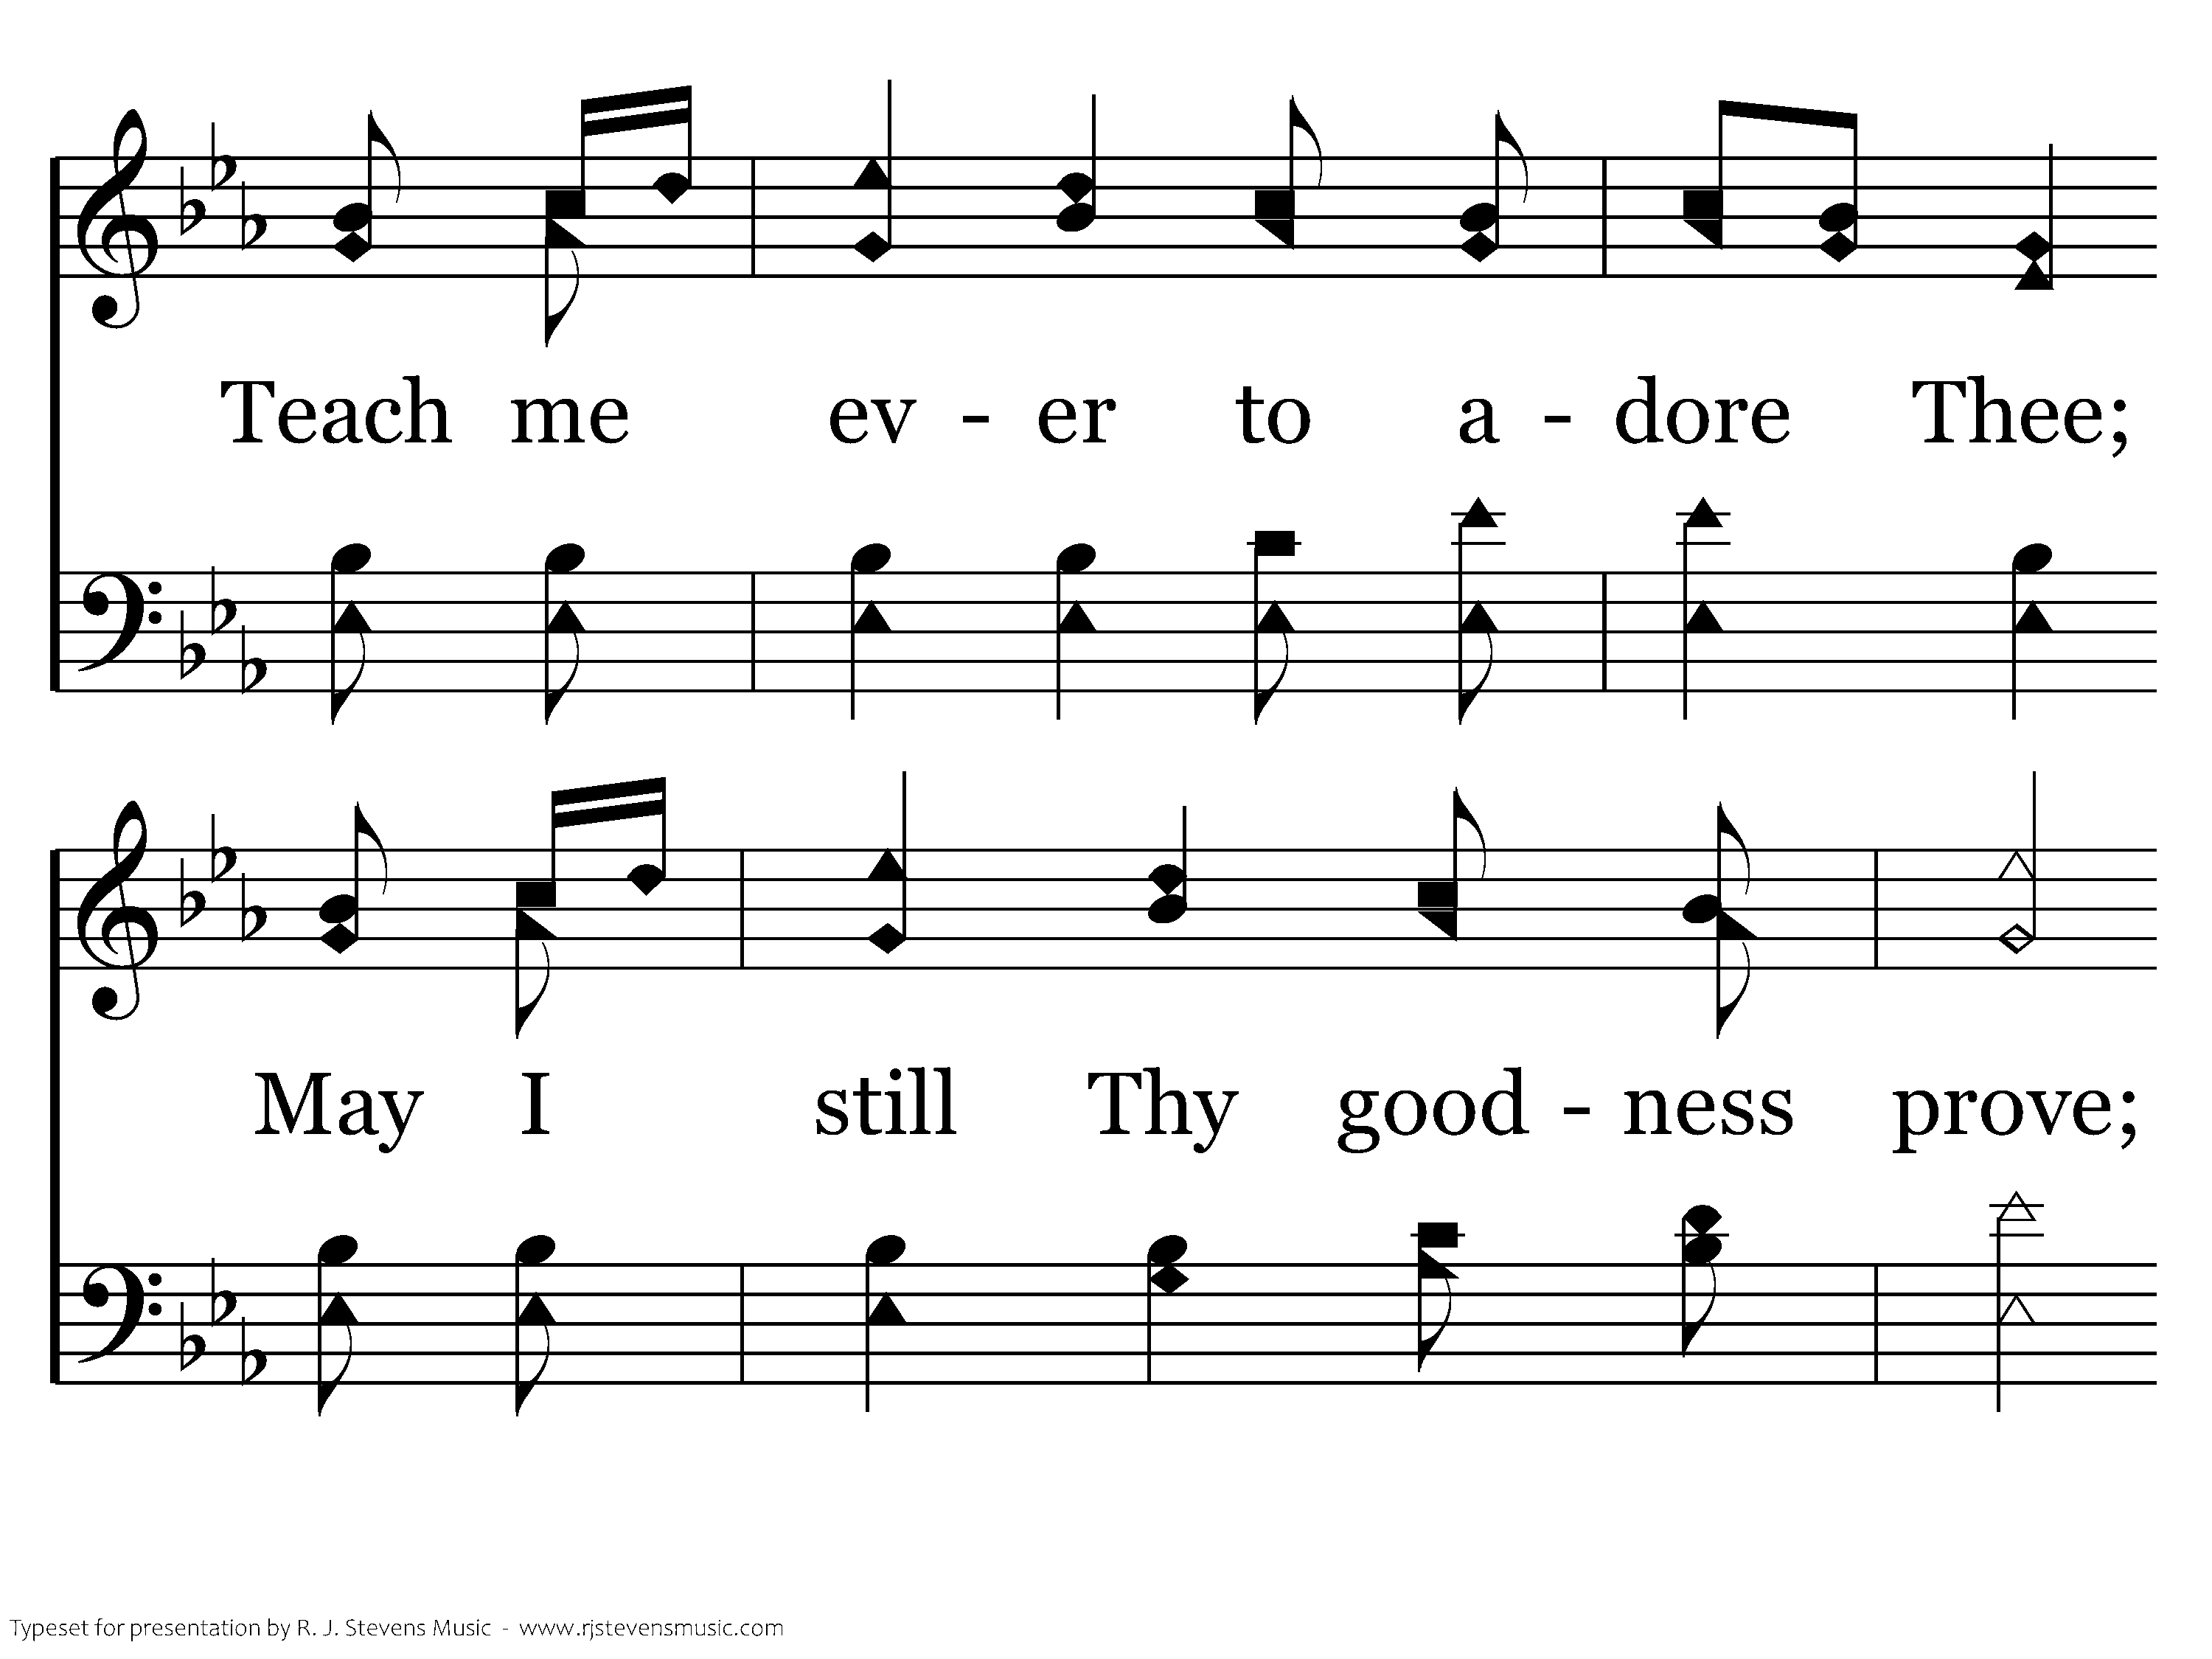 Teach me ev - er to a - dore Thee;
May I still Thy good - ness prove;
Typeset for presentation by R. J. Stevens Music - www.rjstevensmusic.com